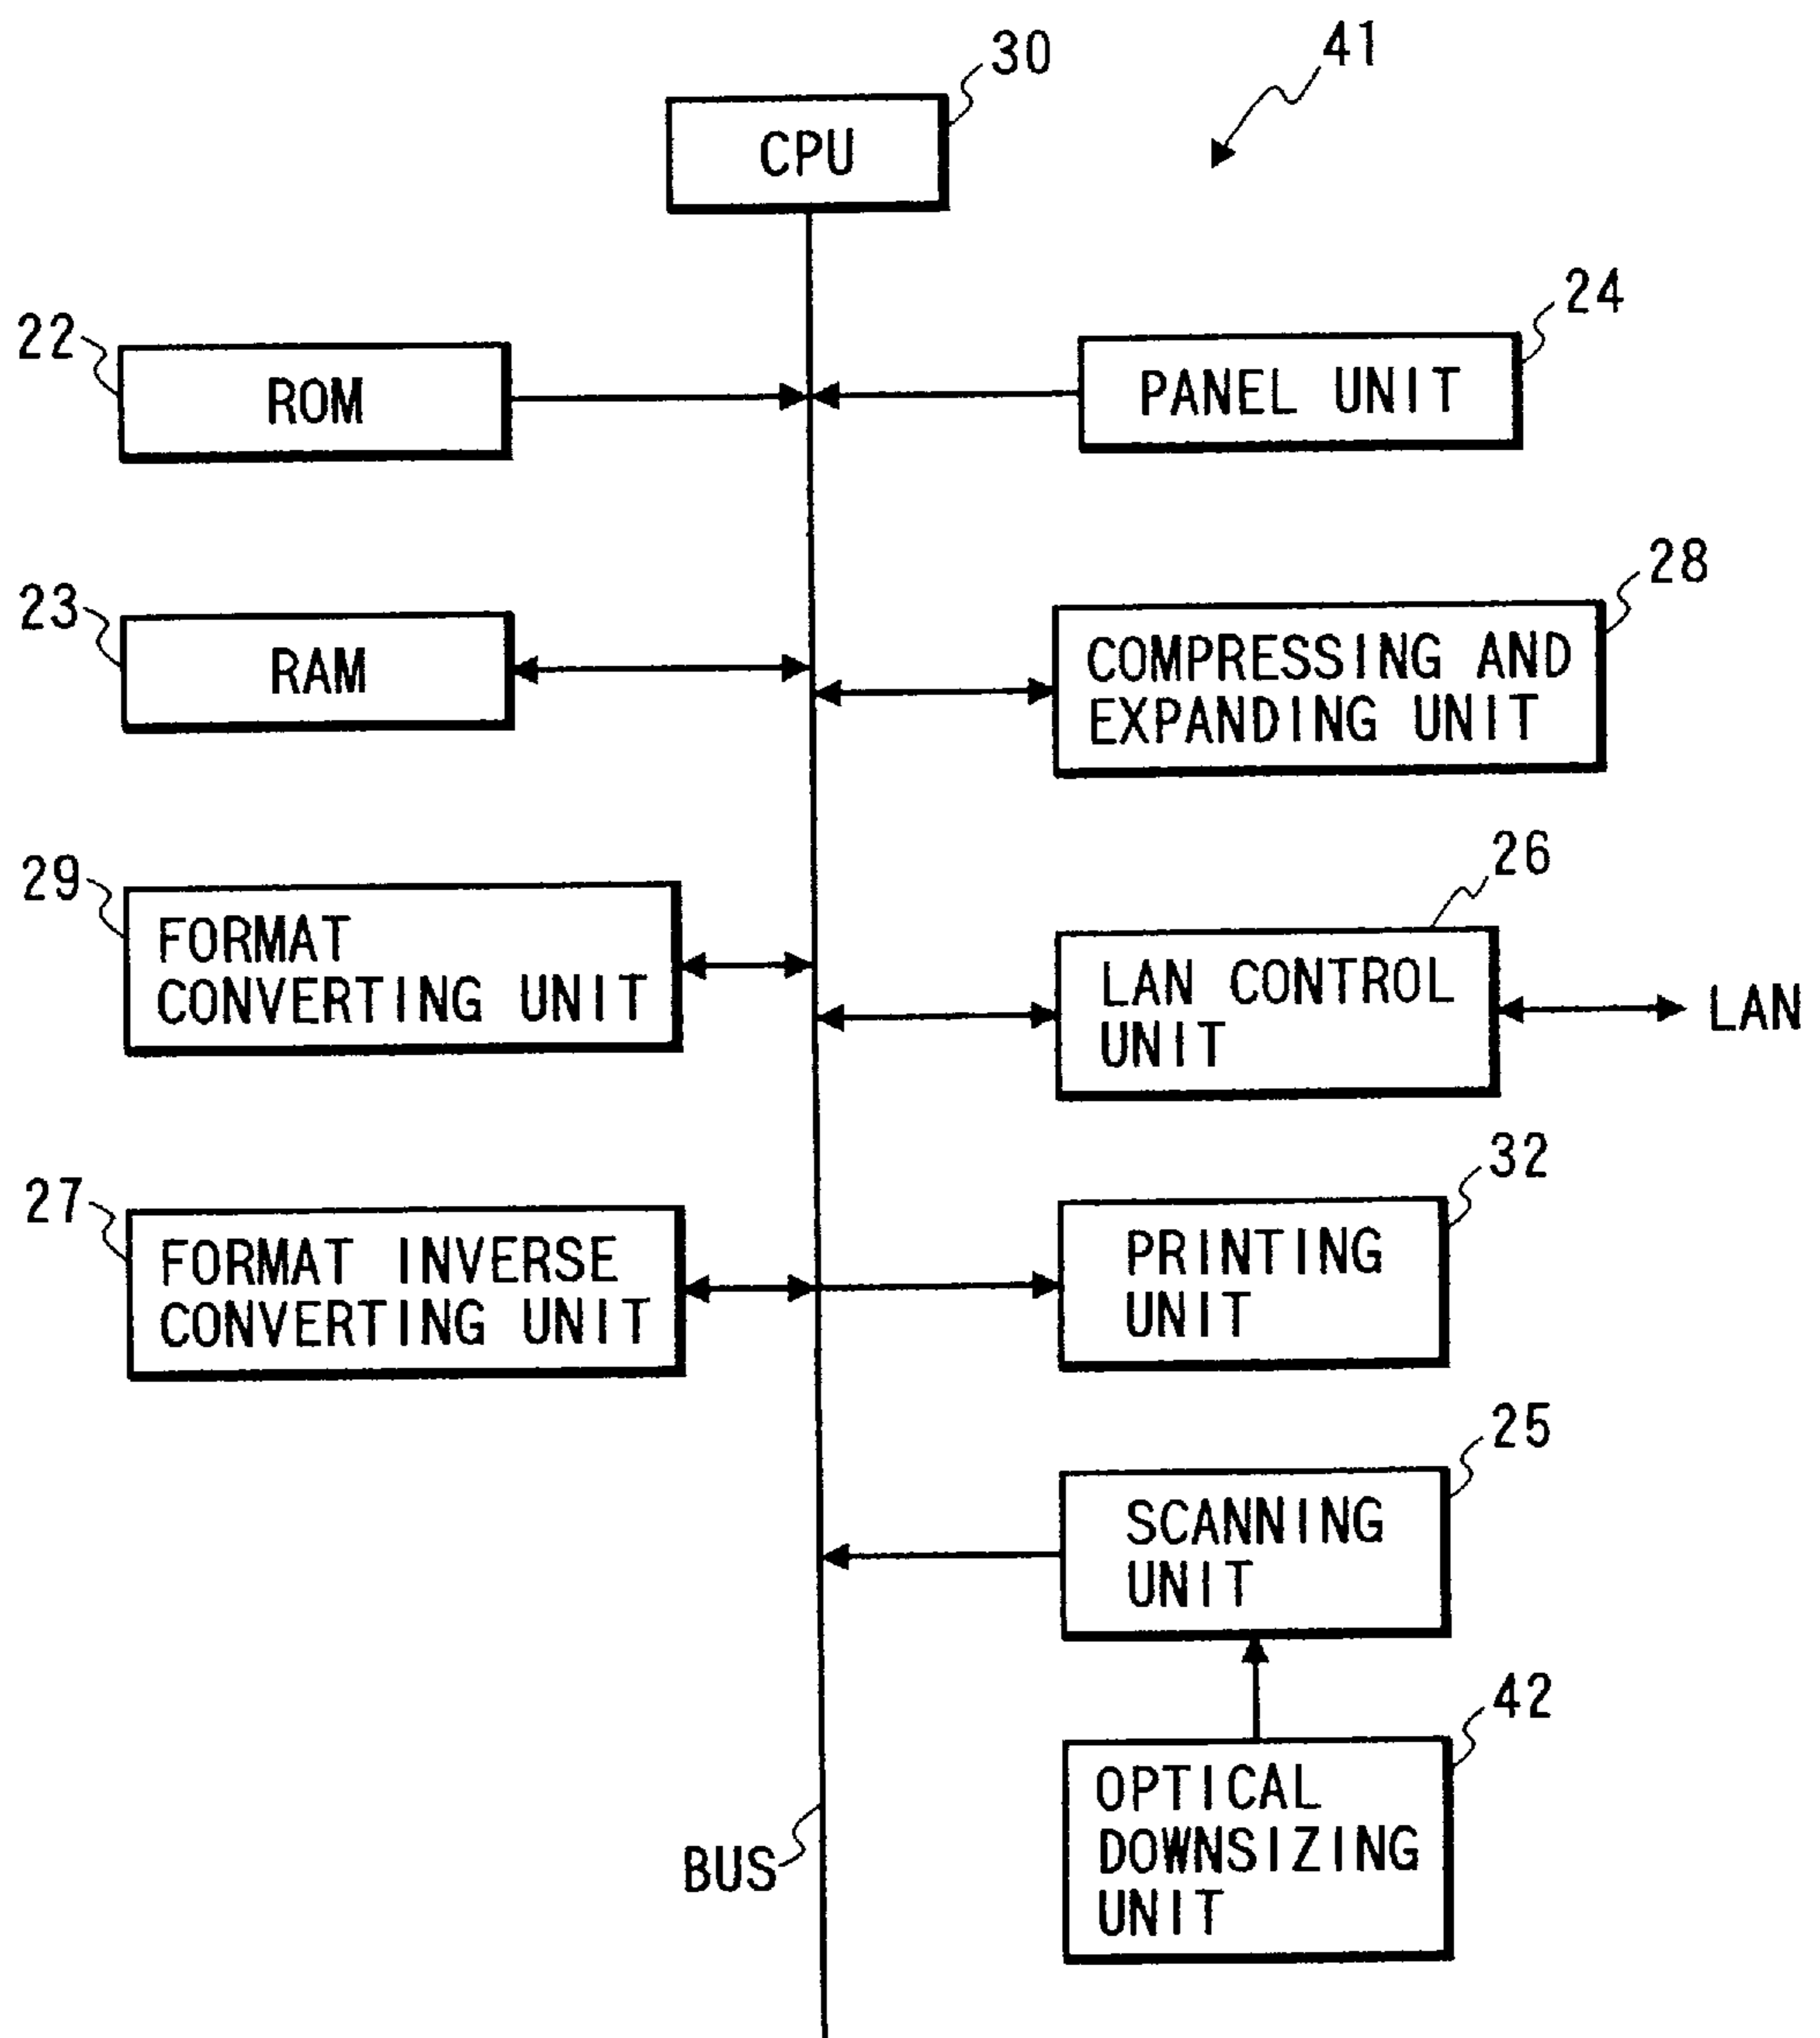 30
41
CPU
24
22
ROM
PANEL UNIT
28
23
RAM
COMPRESSING AND
EXPANDING UNIT
26
29
FORMAT
CONVERTING UNIT
LAN CONTROL
UNIT
LAN
32
27
FORMAT INVERSE
CONVERTING UNIT
PRINTING
UNIT
25
SCANNING
UNIT
42
OPTICAL
DOWNSIZING
UNIT
BUS